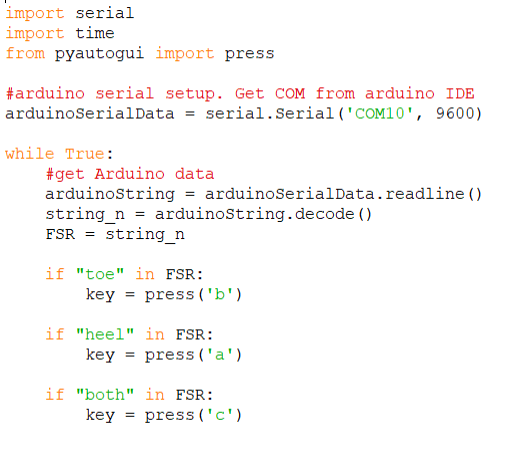 import serial
import time
from pyautogui import press

#arduino serial setup. Get COM from arduino IDE
arduinoSerialData = serial.Serial('COM10', 9600)

while True:
    #get Arduino data
    arduinoString = arduinoSerialData.readline()
    string_n = arduinoString.decode()
    FSR = string_n

    if "toe" in FSR:
        key = press('b')

    if "heel" in FSR:
        key = press('a')

    if "both" in FSR:
        key = press('c')